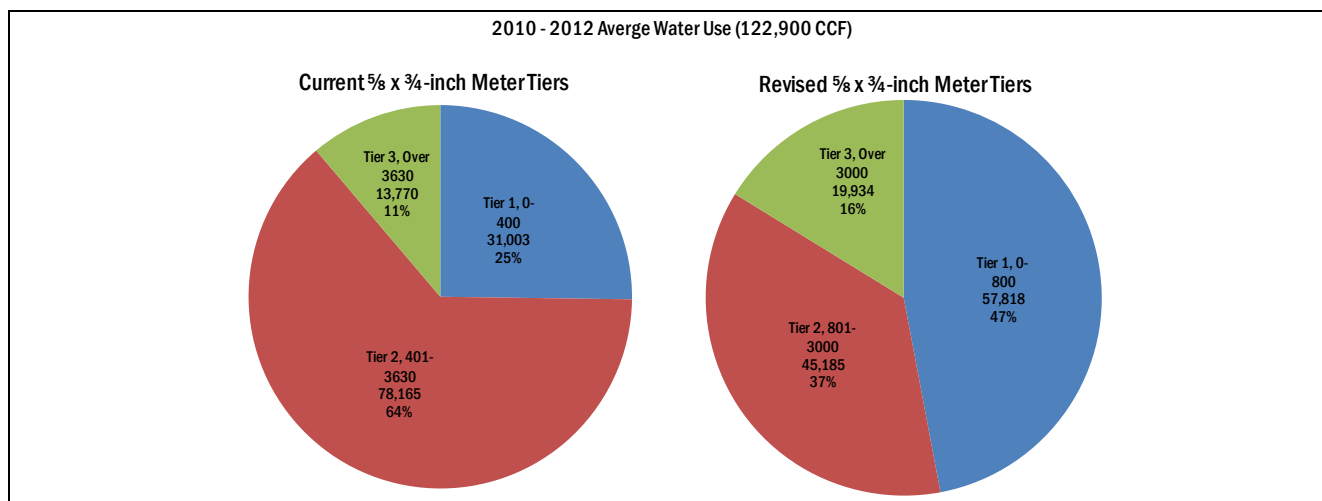 2010 - 2012 Averge Water Use (122,900 CCF)
Current ⅝ x ¾-inch Meter Tiers
Tier 3, Over
3630
13,770
11%
Tier 1, 0-
400
31,003
25%
Tier 2, 401-
3630
78,165
64%
Revised ⅝ x ¾-inch Meter Tiers
Tier 3, Over
3000
19,934
16%
Tier 1, 0-
800
57,818
47%
Tier 2, 801-
3000
45,185
37%